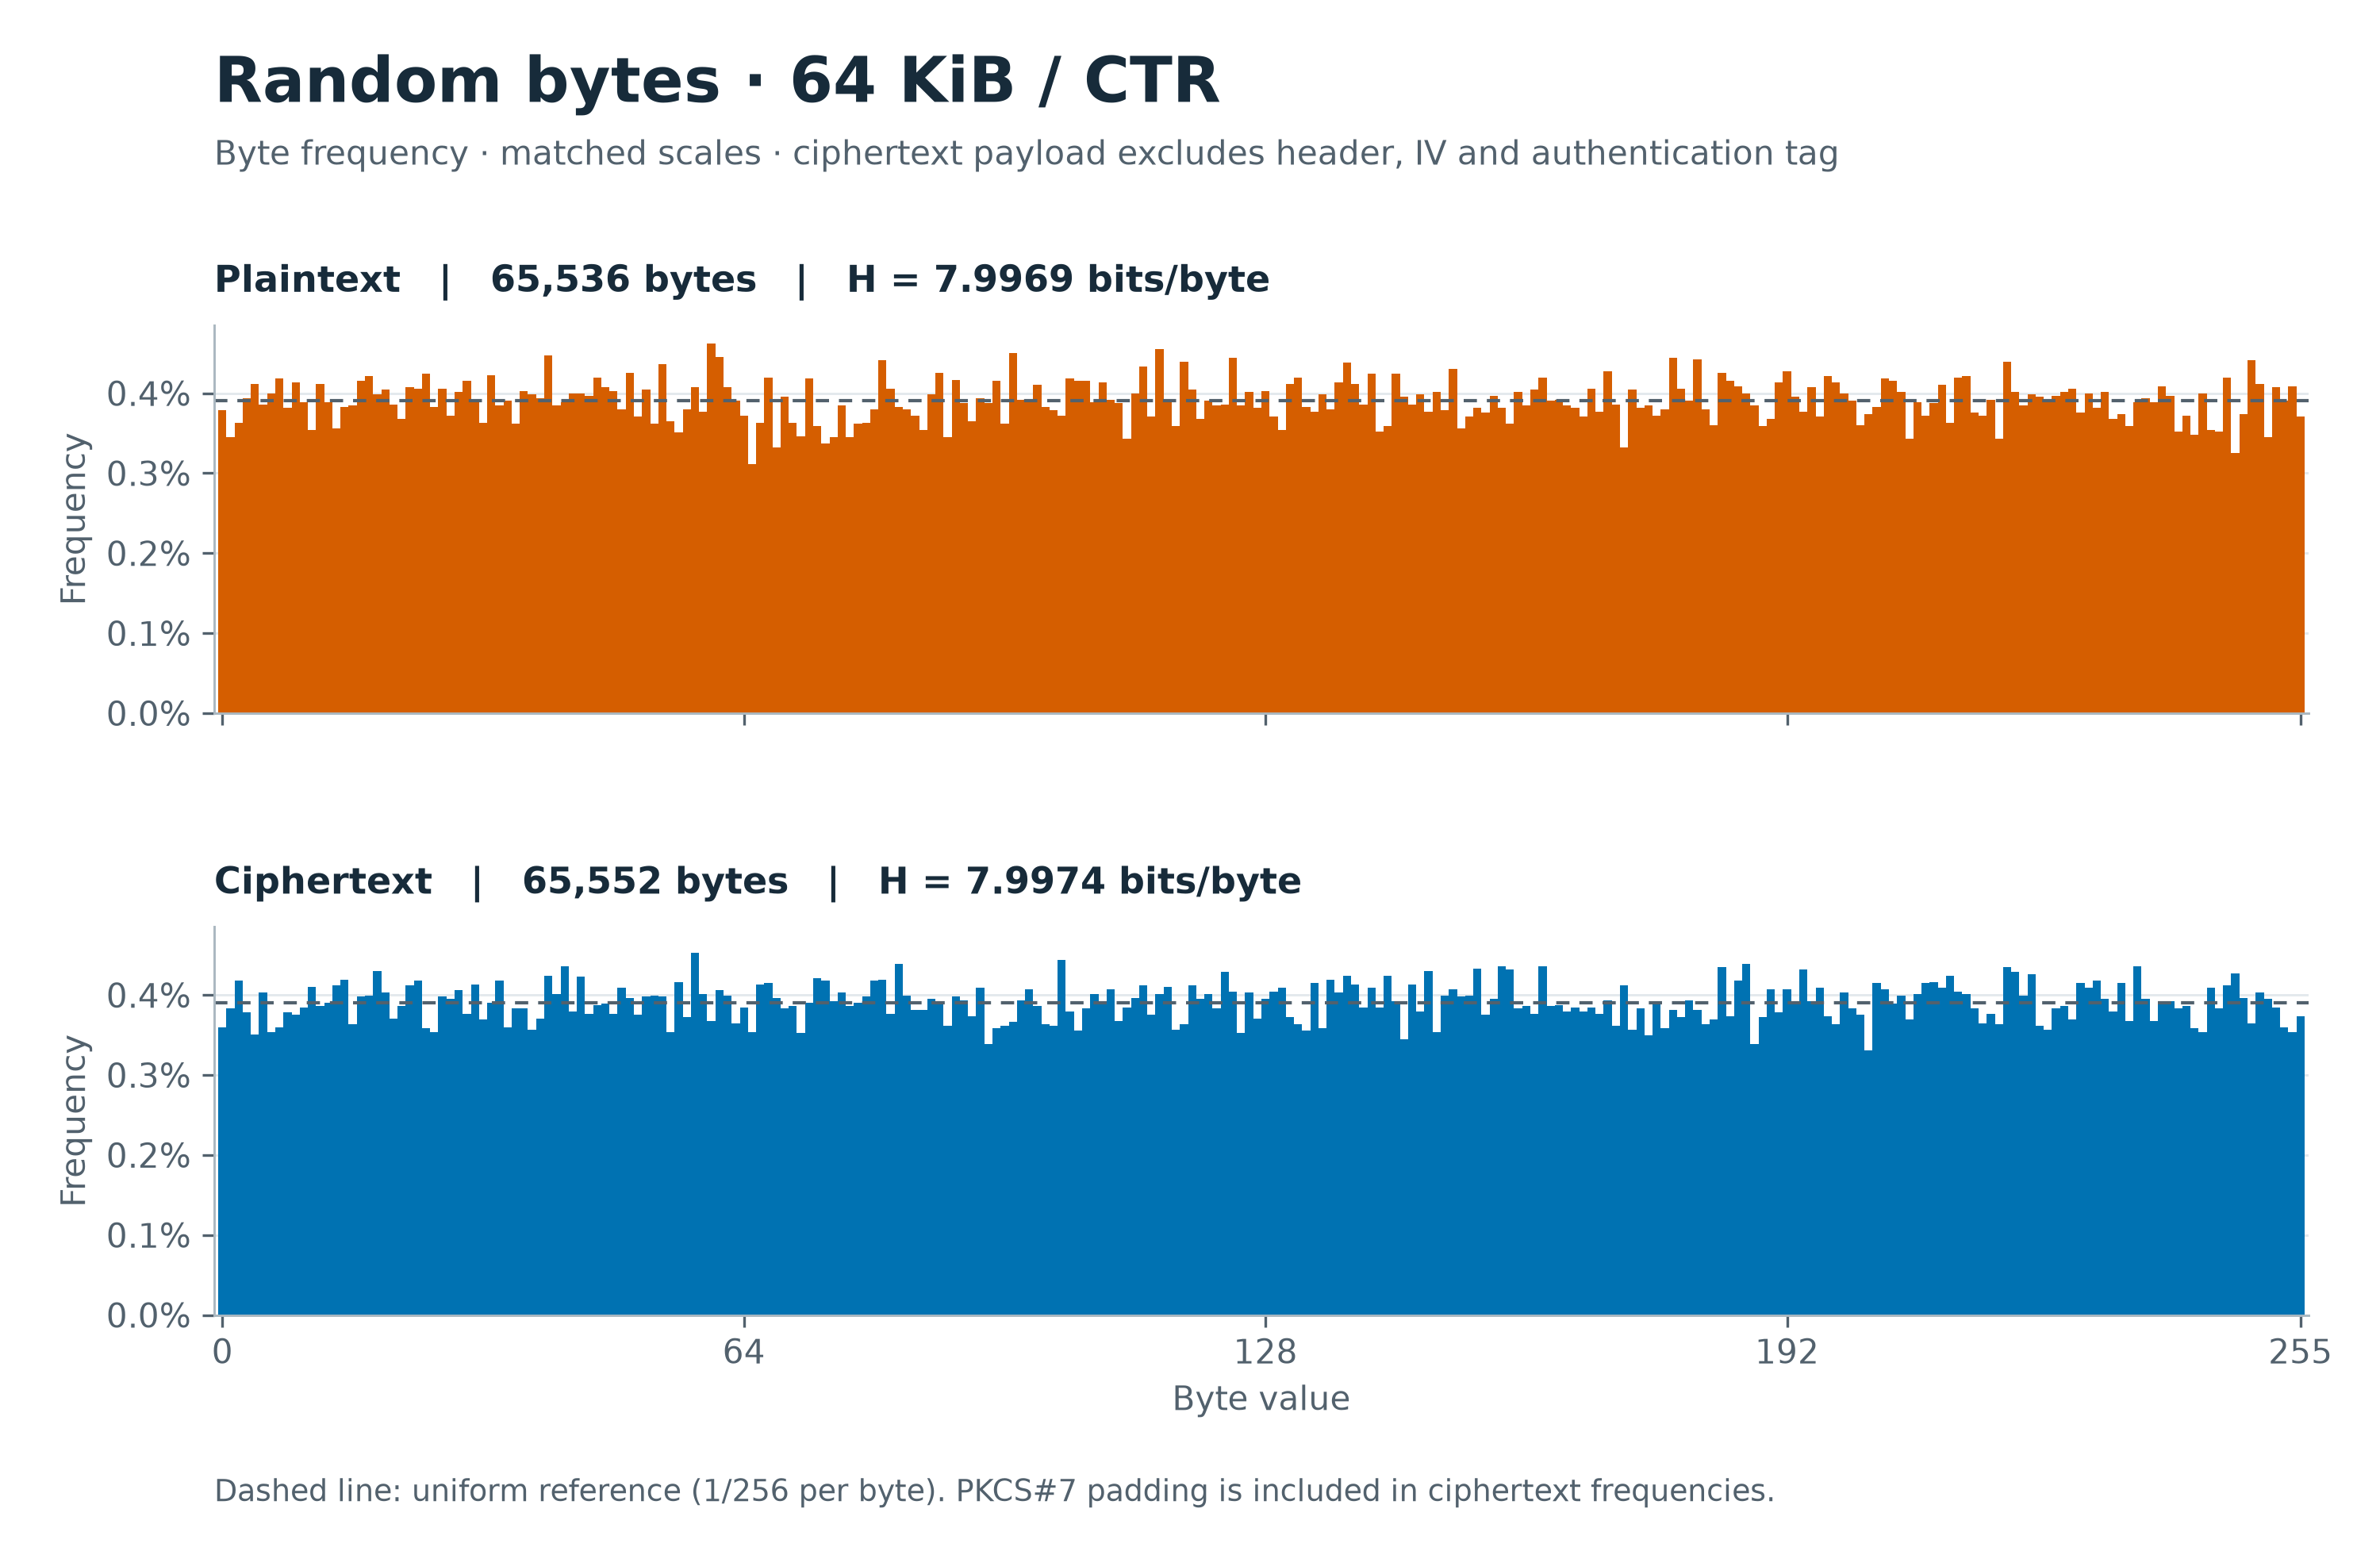 Random bytes · 64 KiB / CTR
Byte frequency · matched scales · ciphertext payload excludes header, IV and authentication tag
Plaintext | 65,536 bytes | H = 7.9969 bits/byte
Frequency
0.4%
0.3%
0.2%
0.1%
0.0%
Ciphertext | 65,552 bytes | H = 7.9974 bits/byte
Frequency
0.4%
0.3%
0.2%
0.1%
0.0%
0 64 128 192 255
Byte value
Dashed line: uniform reference (1/256 per byte). PKCS#7 padding is included in ciphertext frequencies.